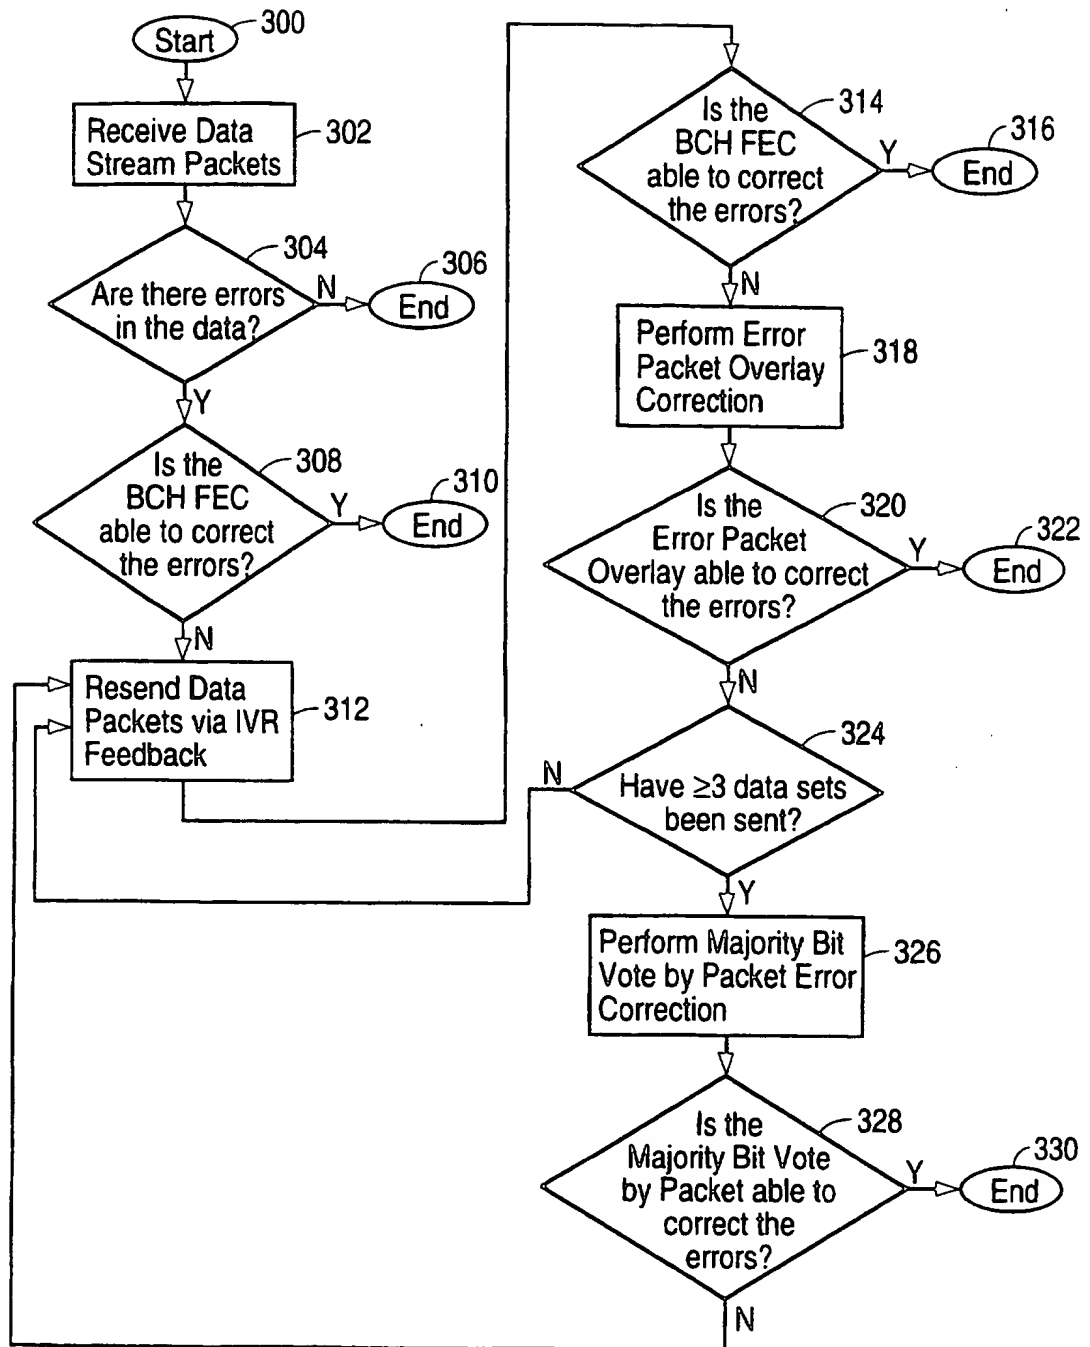 Start
300
Receive Data
Stream Packets
302
Are there errors
in the data?
304
N
End
306
Y
Is the
BCH FEC
able to correct
the errors?
308
Y
End
310
N
Resend Data
Packets via IVR
Feedback
312
Is the
BCH FEC
able to correct
the errors?
314
Y
End
316
N
Perform Error
Packet Overlay
Correction
318
Is the
Error Packet
Overlay able to correct
the errors?
320
Y
End
322
N
Have ≥3 data sets
been sent?
324
N
Y
Perform Majority Bit
Vote by Packet Error
Correction
326
Is the
Majority Bit Vote
by Packet able to
correct the
errors?
328
Y
End
330
N